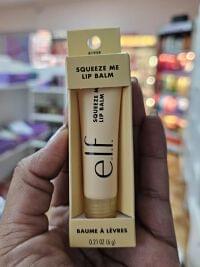 SQUEEZE ME
LIP BALM
SQUEEZE ME
LIP BALM
e.l.f.
BAUME À LÈVRES
0.21 OZ (6 g)